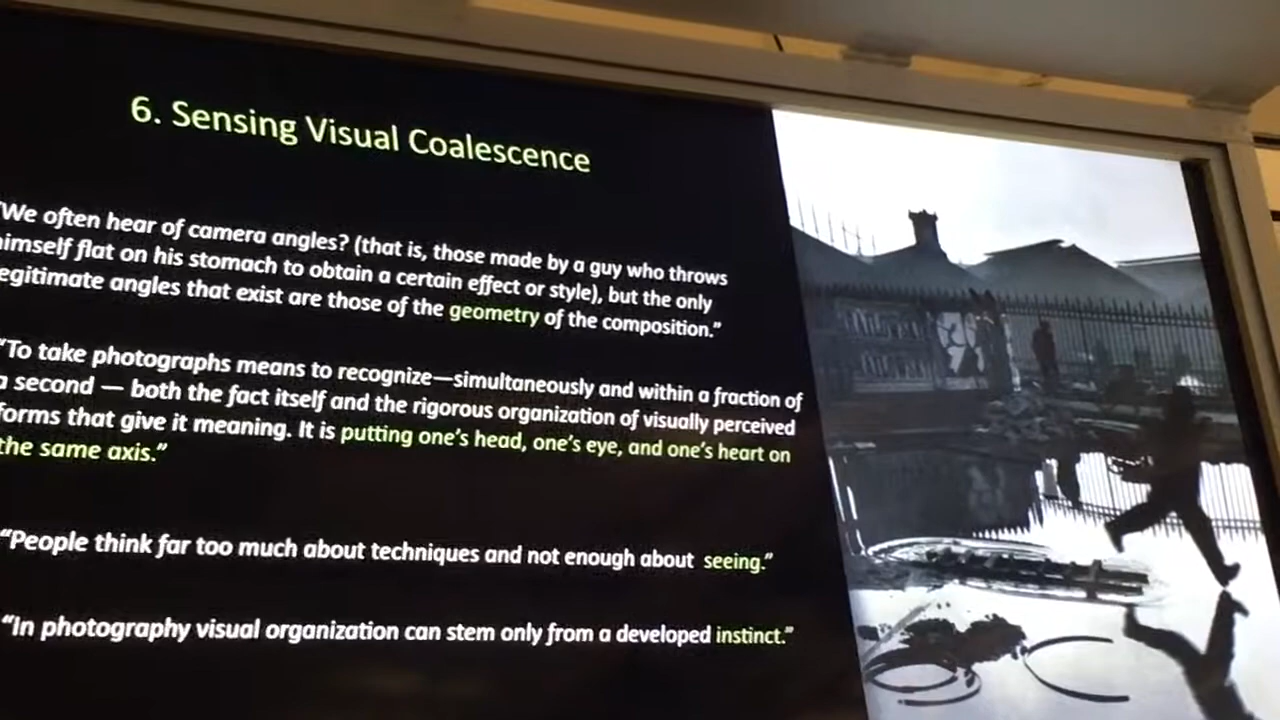 6. Sensing Visual Coalescence
"We often hear of camera angles? (that is, those made by a guy who throws
himself flat on his stomach to obtain a certain effect or style), but the only
egitimate angles that exist are those of the geometry of the composition."
"To take photographs means to recognize—simultaneously and within a fraction of
a second — both the fact itself and the rigorous organization of visually perceived
forms that give it meaning. It is putting one's head, one's eye, and one's heart on
the same axis."
"People think far too much about techniques and not enough about seeing."
"In photography visual organization can stem only from a developed instinct."